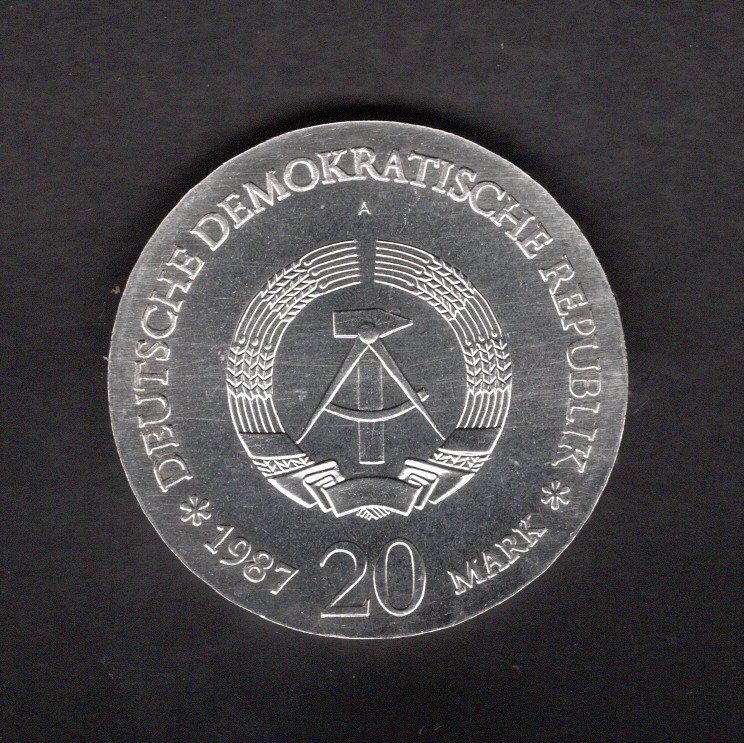 DEUTSCHE DEMOKRATISCHE REPUBLIK
A
* 1987 20 MARK *